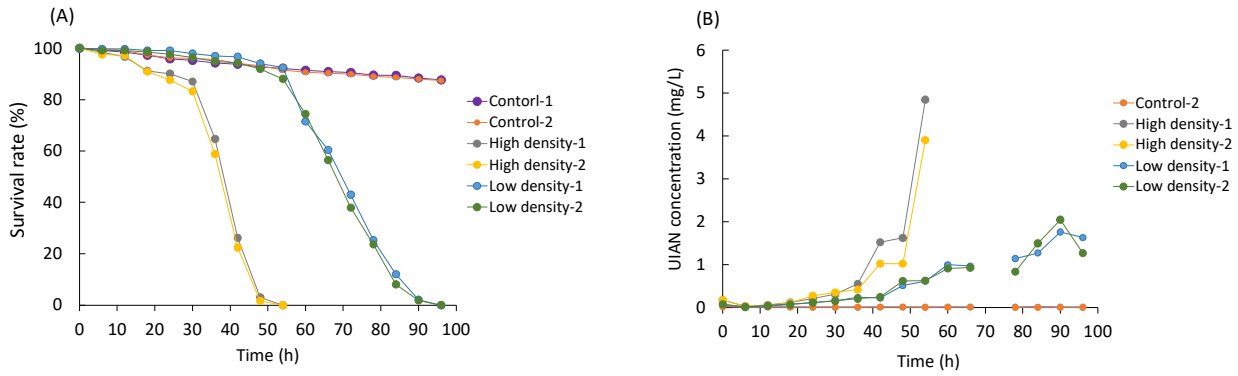 (A)
Survival rate (%)
120
100
80
60
40
20
0
0 10 20 30 40 50 60 70 80 90 100
Time (h)
Contorl-1
Control-2
High density-1
High density-2
Low density-1
Low density-2
(B)
UIAN concentration (mg/L)
6
5
4
3
2
1
0
0 10 20 30 40 50 60 70 80 90 100
Time (h)
Control-2
High density-1
High density-2
Low density-1
Low density-2